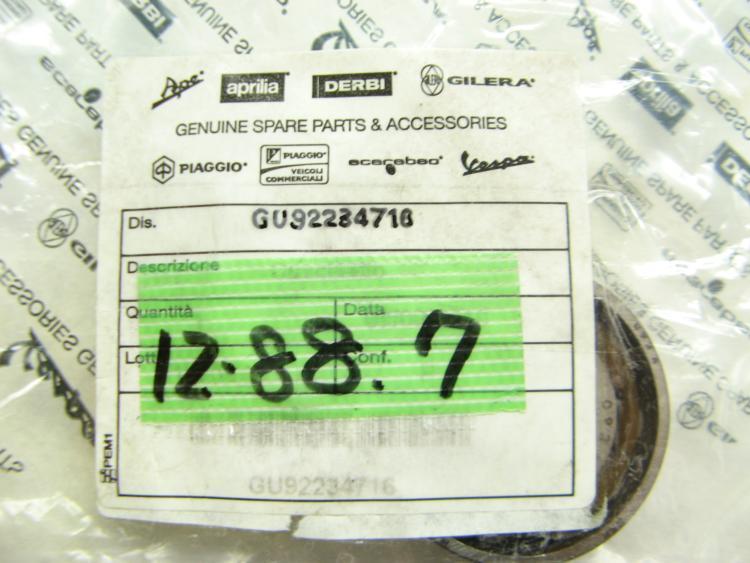 Ape aprilia DERBI GILERA
GENUINE SPARE PARTS & ACCESSORIES
PIAGGIO PIAGGIO VEICOLI COMMERCIALI scarabeo Vespa
Dis. GU92234716
Descrizione
Quantità Data
Lotto Conf.
12.88.7
PEM1
GU92234716